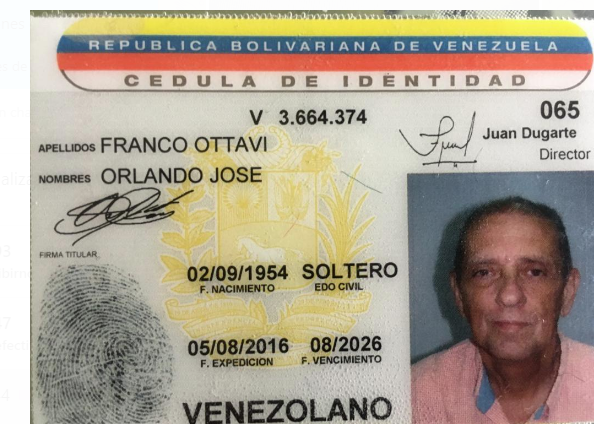 REPUBLICA BOLIVARIANA DE VENEZUELA
CEDULA DE IDENTIDAD
V 3.664.374
065
Juan Dugarte
Director
APELLIDOS FRANCO OTTAVI
NOMBRES ORLANDO JOSE
FIRMA TITULAR
02/09/1954 SOLTERO
F. NACIMIENTO EDO CIVIL
05/08/2016 08/2026
F. EXPEDICION F. VENCIMIENTO
VENEZOLANO